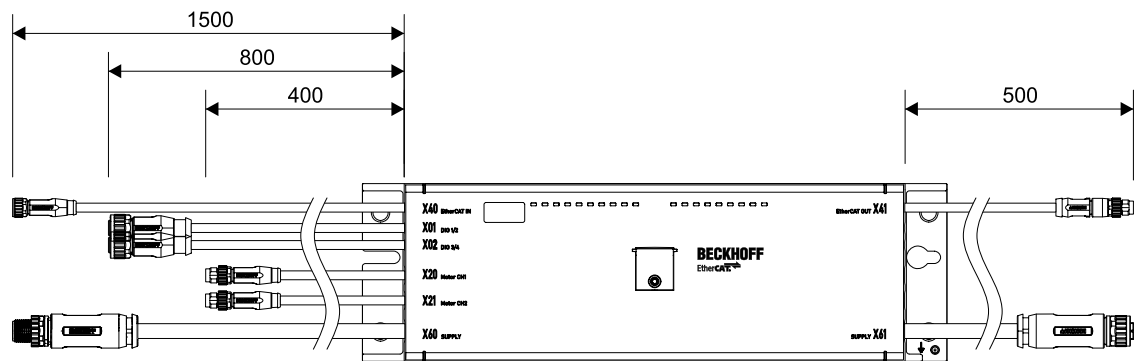 1500
800
400
500
X40 EtherCAT IN
EtherCAT OUT X41
X01 DIO 1/2
X02 DIO 3/4
BECKHOFF
EtherCAT
X20 Motor CH1
X21 Motor CH2
X60 SUPPLY
SUPPLY X61